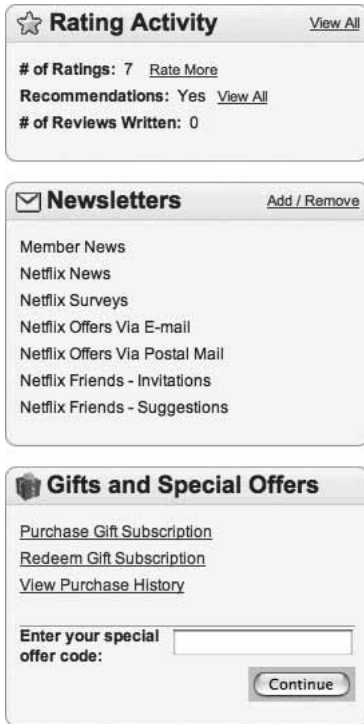 Rating Activity View All
# of Ratings: 7 Rate More
Recommendations: Yes View All
# of Reviews Written: 0
Newsletters Add / Remove
Member News
Netflix News
Netflix Surveys
Netflix Offers Via E-mail
Netflix Offers Via Postal Mail
Netflix Friends - Invitations
Netflix Friends - Suggestions
Gifts and Special Offers
Purchase Gift Subscription
Redeem Gift Subscription
View Purchase History
Enter your special
offer code:
Continue